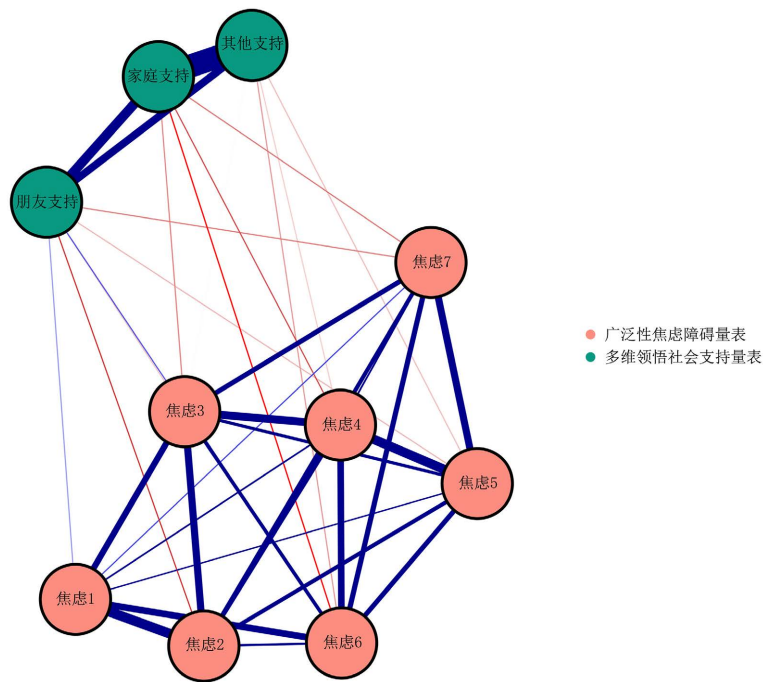 其他支持
家庭支持
朋友支持
焦虑7
广泛性焦虑障碍量表
多维领悟社会支持量表
焦虑3
焦虑4
焦虑5
焦虑1
焦虑2
焦虑6